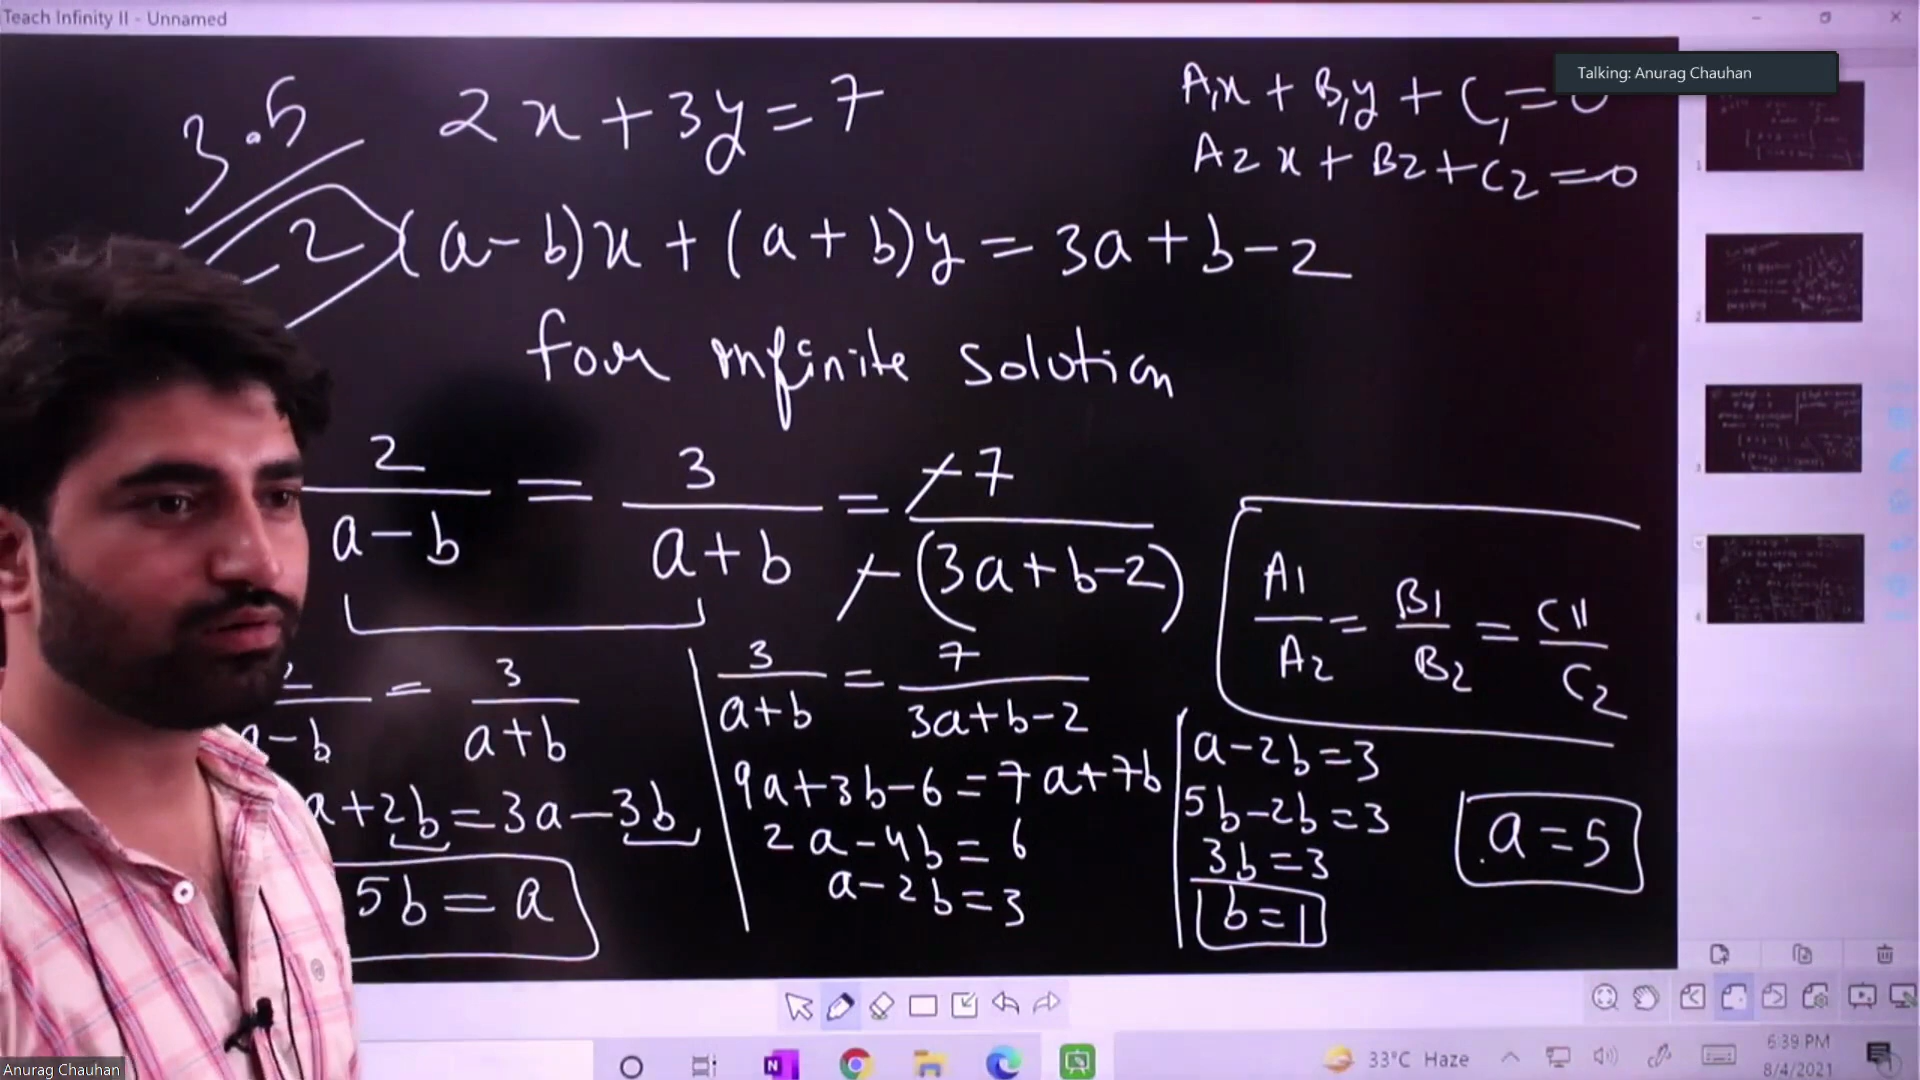 Teach Infinity II - Unnamed
Talking: Anurag Chauhan
3.5
2x+3y=7
A1x + B1y + C1=0
A2x + B2+C2=0
2
(a-b)x + (a+b)y = 3a+b-2
for infinite solution
2/(a-b) = 3/(a+b) = -7/-(3a+b-2)
A1/A2 = B1/B2 = C1/C2
2/a-b = 3/a+b
a+2b=3a-3b
5b=a
3/a+b = 7/3a+b-2
9a+3b-6=7a+7b
2a-4b=6
a-2b=3
a-2b=3
5b-2b=3
3b=3
b=1
a=5
33°C Haze
6:39 PM
8/4/2021
Anurag Chauhan